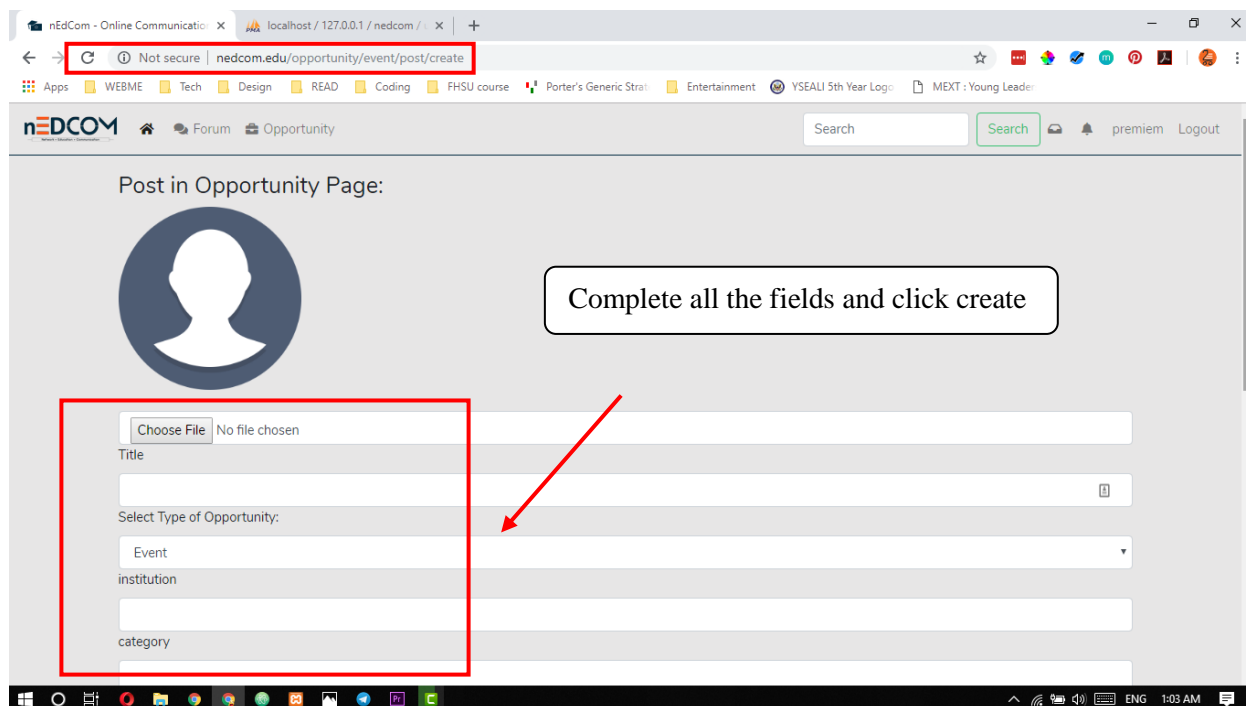 nEdCom - Online Communicatio
localhost / 127.0.0.1 / nedcom /
Not secure | nedcom.edu/opportunity/event/post/create
Apps WEBME Tech Design READ Coding FHSU course Porter's Generic Strat Entertainment YSEALI 5th Year Logo MEXT : Young Leader
nEDCOM Forum Opportunity Search Search premiem Logout
Post in Opportunity Page:
Complete all the fields and click create
Choose File No file chosen
Title
Select Type of Opportunity:
Event
institution
category
ENG 1:03 AM